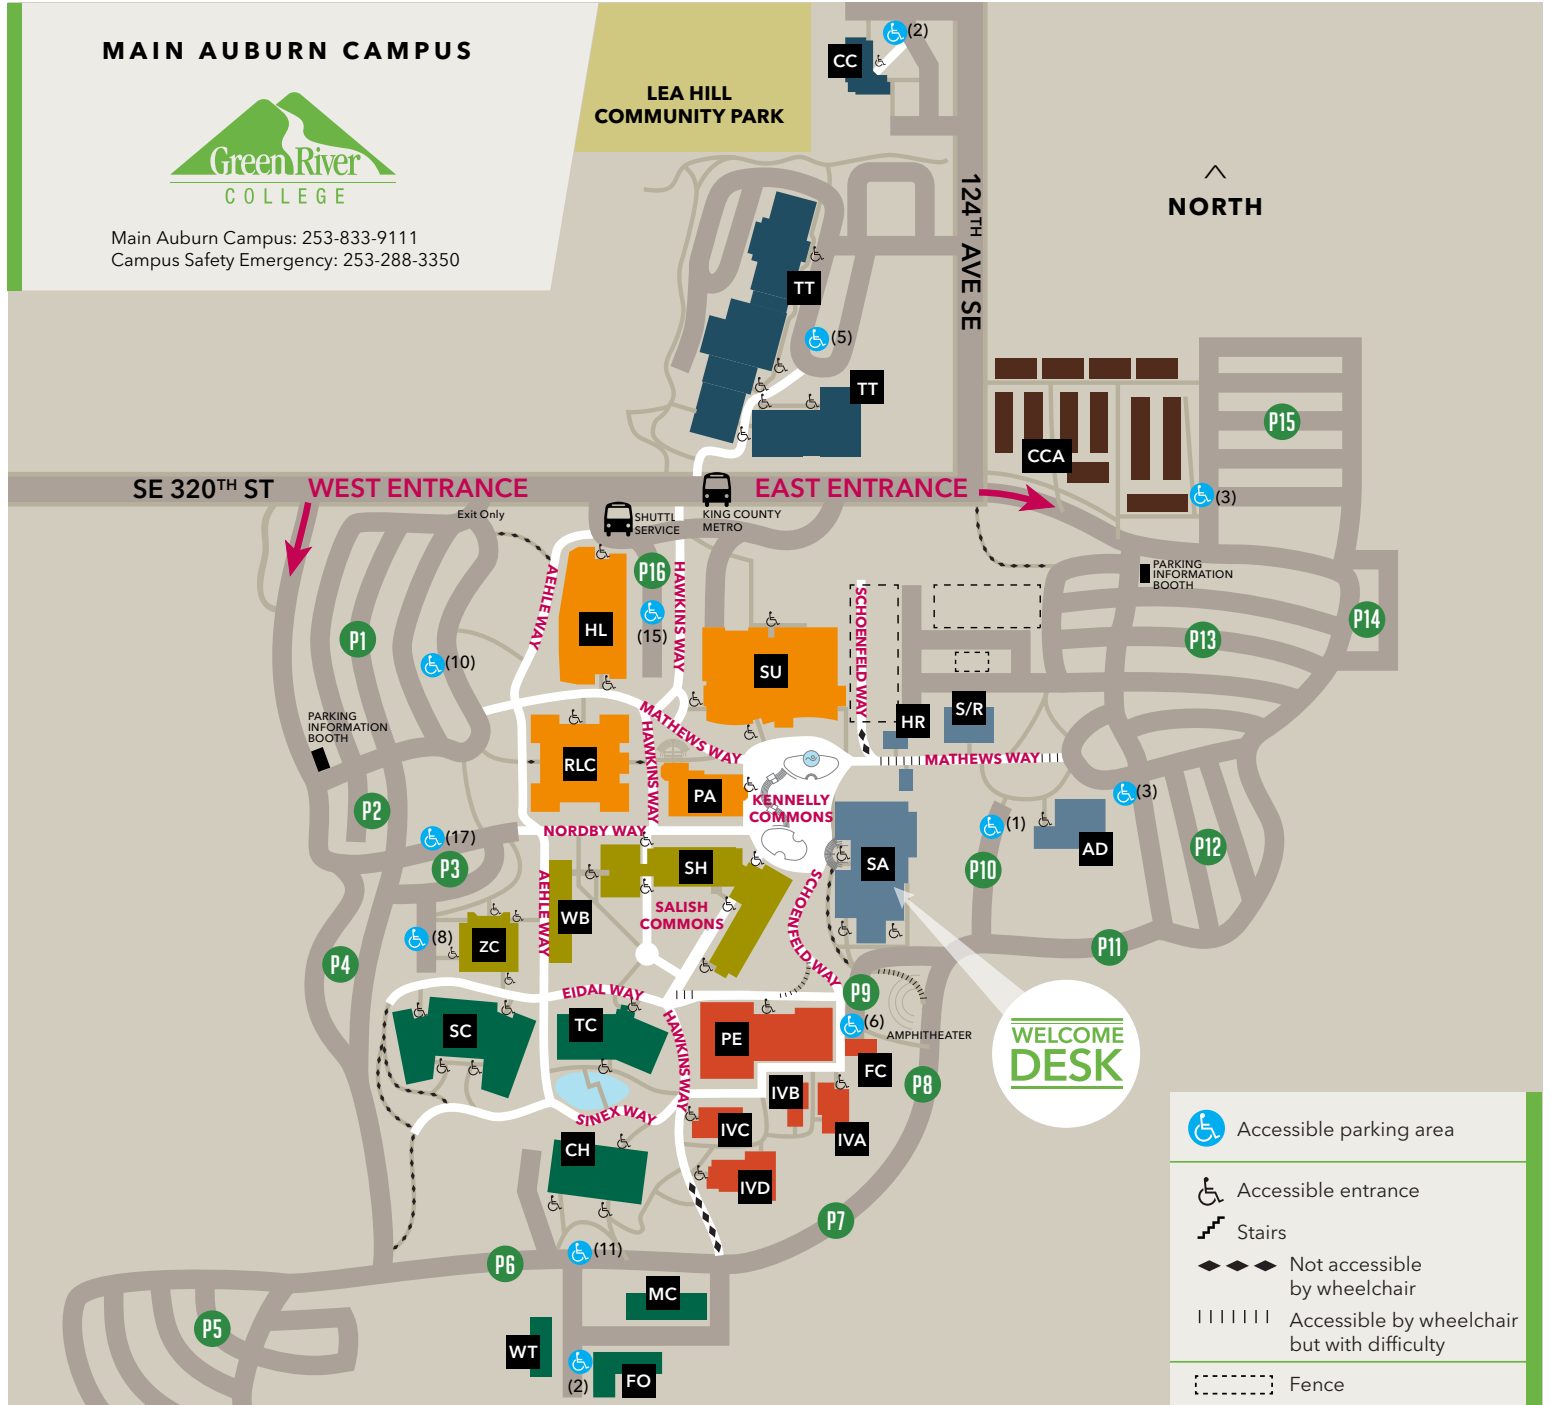 MAIN AUBURN CAMPUS
Green River
COLLEGE
Main Auburn Campus: 253-833-9111
Campus Safety Emergency: 253-288-3350
LEA HILL
COMMUNITY PARK
CC
(2)
NORTH
124TH AVE SE
TT
(5)
TT
P15
CCA
(3)
SE 320TH ST
WEST ENTRANCE
EAST ENTRANCE
Exit Only
SHUTTL
SERVICE
KING COUNTY
METRO
PARKING
INFORMATION
BOOTH
AEHLE WAY
P16
HAWKINS WAY
SCHOENFELD WAY
P14
P1
HL
(15)
P13
(10)
SU
S/R
HR
PARKING
INFORMATION
BOOTH
MATHEWS WAY
HAWKINS WAY
RLC
MATHEWS WAY
PA
KENNELLY
COMMONS
(3)
P2
(17)
NORDBY WAY
(1)
AD
P12
P3
SH
SA
P10
AEHLE WAY
WB
SALISH
COMMONS
SCHOENFELD WAY
(8)
ZC
P11
P4
EIDAL WAY
P9
SC
TC
HAWKINS WAY
PE
(6)
AMPHITHEATER
WELCOME
DESK
FC
P8
IVB
SINEX WAY
IVC
IVA
CH
IVD
P7
(11)
P6
MC
P5
WT
(2)
FO
Accessible parking area
Accessible entrance
Stairs
Not accessible
by wheelchair
Accessible by wheelchair
but with difficulty
Fence